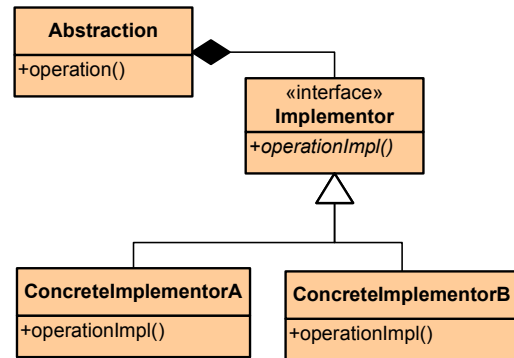 Abstraction
+operation()
«interface»
Implementor
+operationImpl()
ConcreteImplementorA
+operationImpl()
ConcreteImplementorB
+operationImpl()